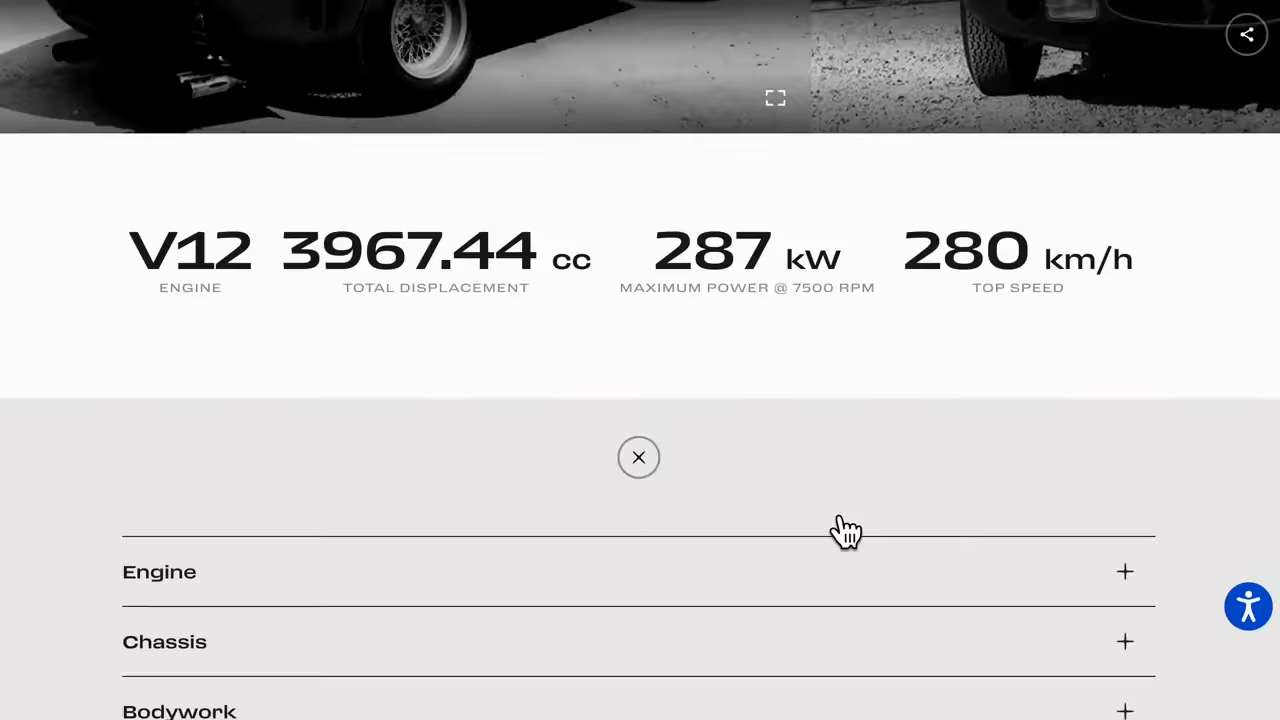 V12 3967.44 cc 287 kW 280 km/h
ENGINE TOTAL DISPLACEMENT MAXIMUM POWER @ 7500 RPM TOP SPEED
Engine
Chassis
Bodywork